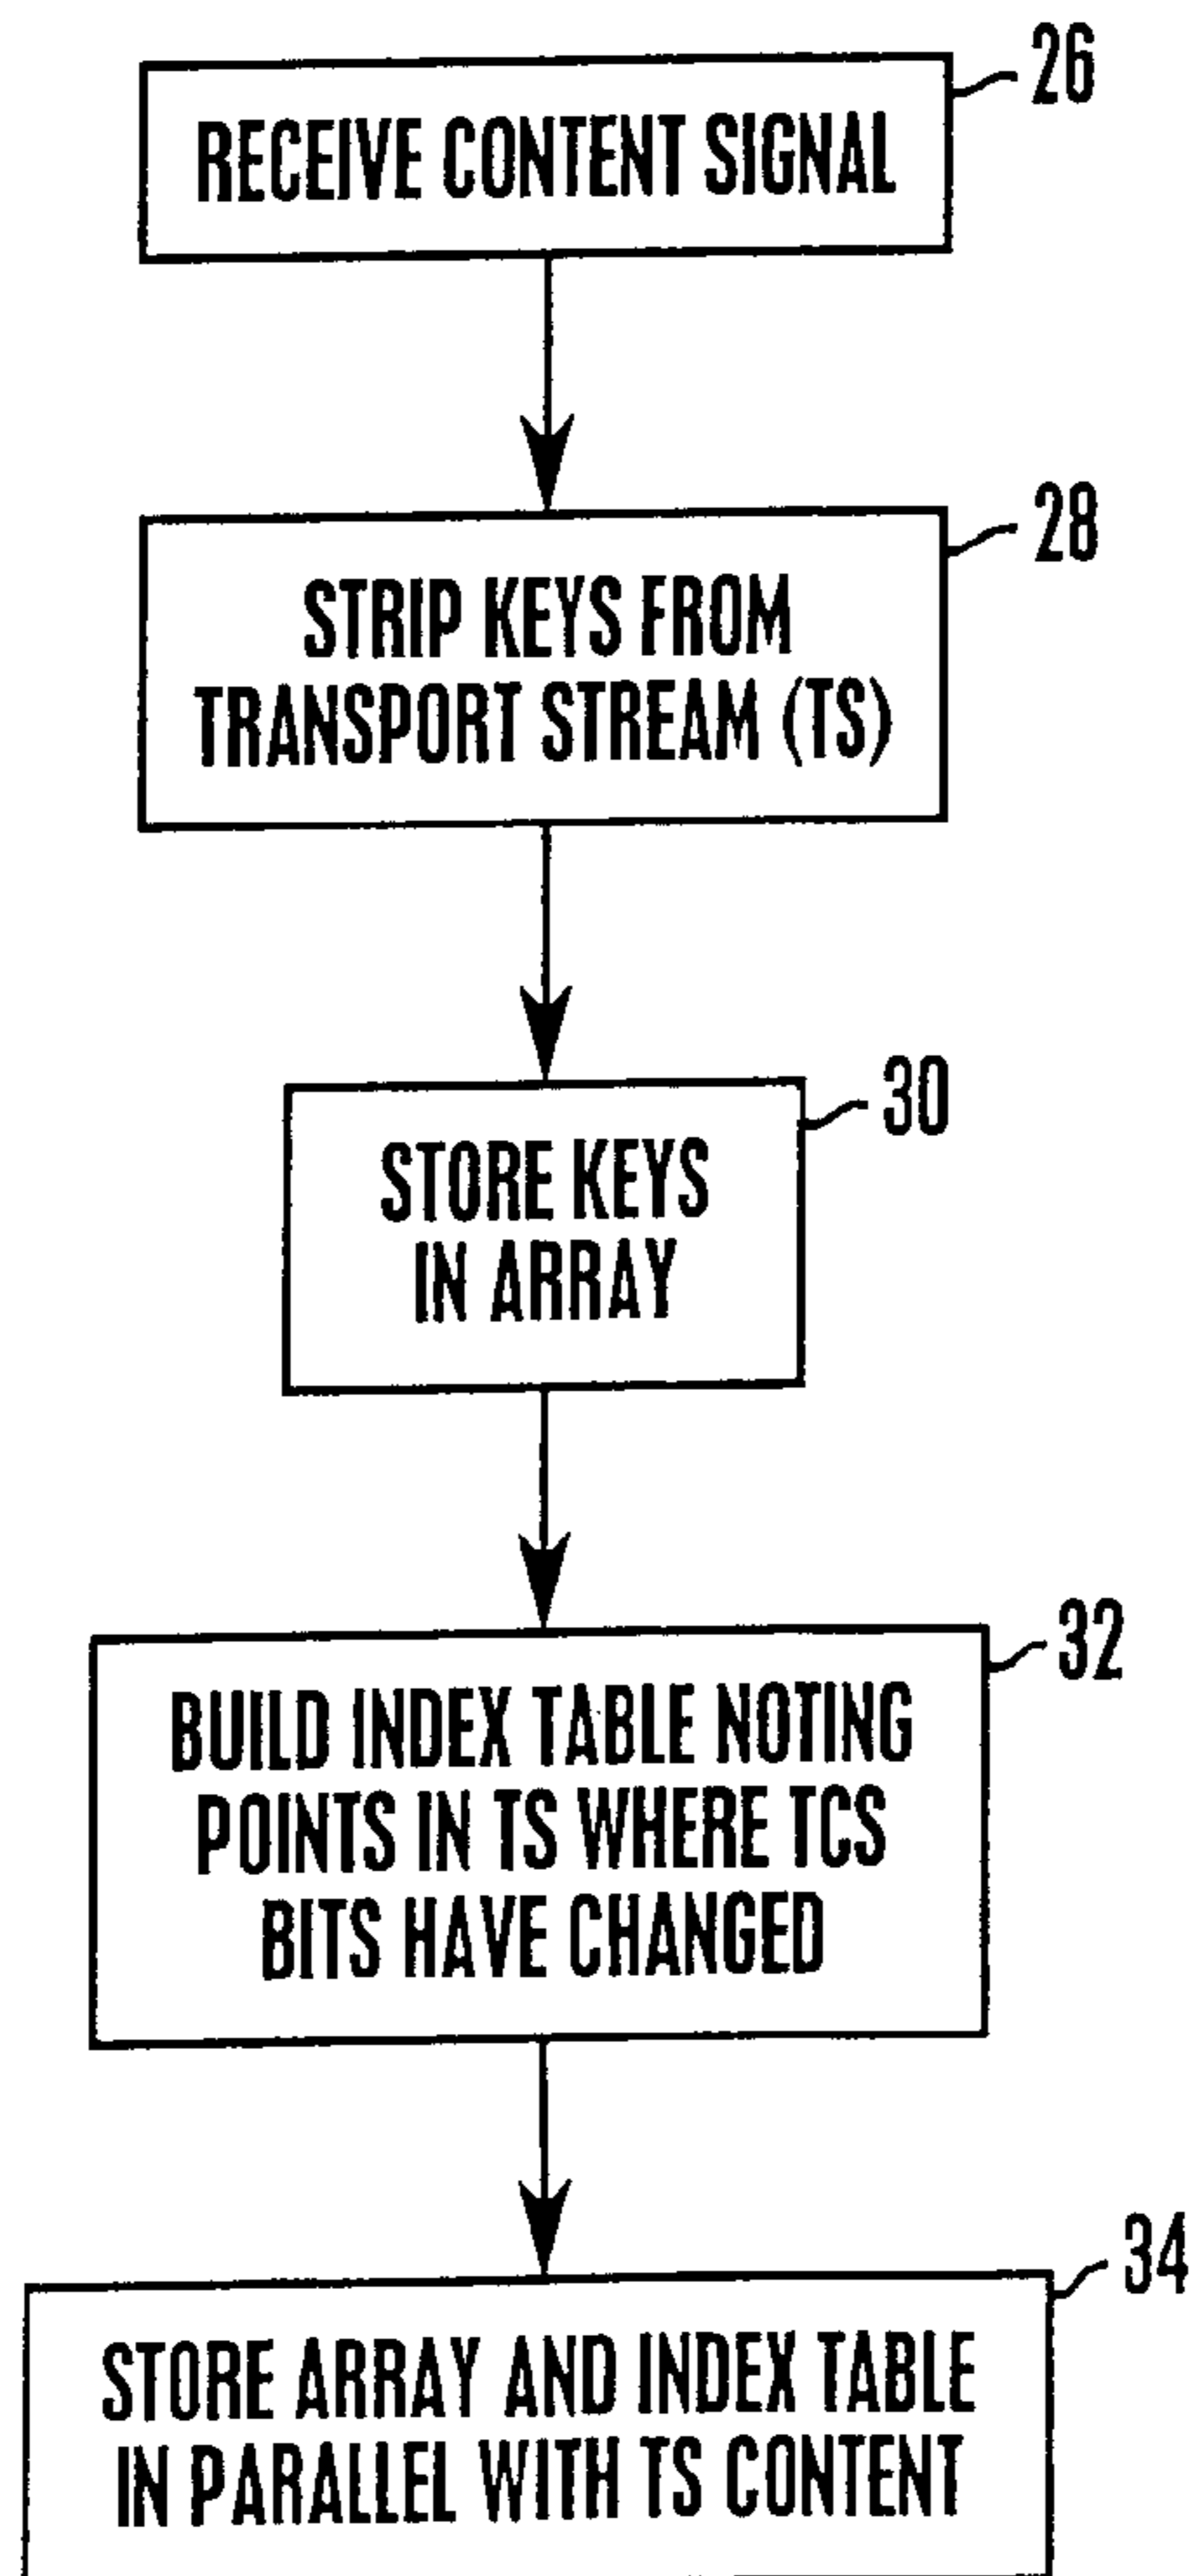 26
RECEIVE CONTENT SIGNAL
28
STRIP KEYS FROM
TRANSPORT STREAM (TS)
30
STORE KEYS
IN ARRAY
32
BUILD INDEX TABLE NOTING
POINTS IN TS WHERE TCS
BITS HAVE CHANGED
34
STORE ARRAY AND INDEX TABLE
IN PARALLEL WITH TS CONTENT